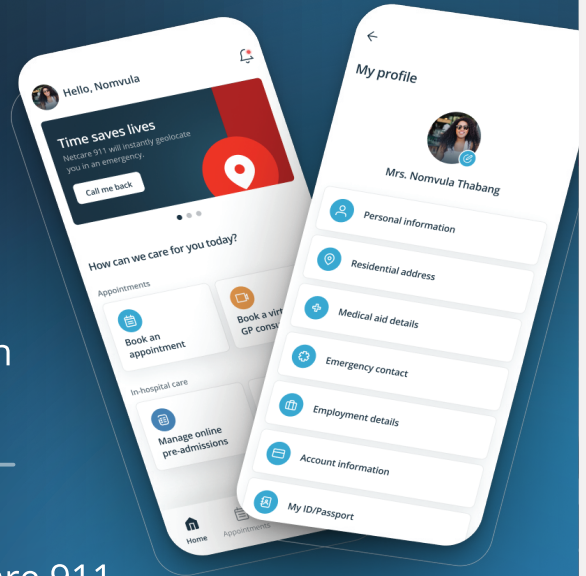 Hello, Nomvula
Time saves lives
Netcare 911 will instantly geolocate
you in an emergency.
Call me back
How can we care for you today?
Appointments
Book an
appointment
Book a
GP
In-hospital care
Manage online
pre-admissions
Home
Appointments
My profile
Mrs. Nomvula Thabang
Personal information
Residential address
Medical aid details
Emergency contact
Employment details
Account information
My ID/Passport
911